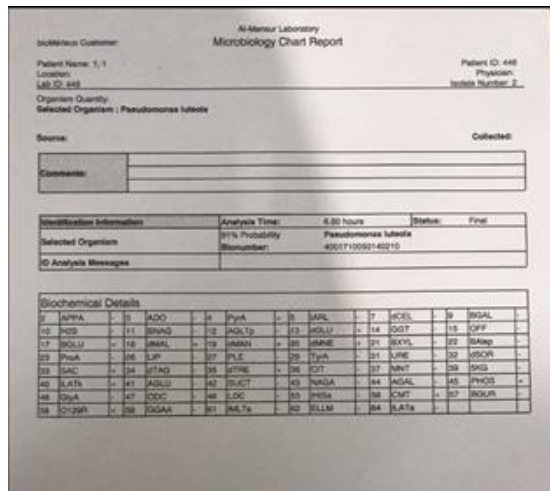 Al-Mansur Laboratory
bioMérieux Customer: Microbiology Chart Report
Patient Name: 1, 1 Patient ID: 448
Location: Physician:
Lab ID: 448 Isolate Number: 2
Organism Quantity:
Selected Organism : Pseudomonas luteola
Source: Collected:
Comments:
Identification Information Analysis Time: 6.80 hours Status: Final
Selected Organism 91% Probability Pseudomonas luteola
Bionumber: 4001710050140210
ID Analysis Messages
Biochemical Details
2 APPA - 3 ADO - 4 PyrA + 5 IARL - 7 dCEL - 9 BGAL -
10 H2S - 11 BNAG - 12 AGLTp - 13 dGLU + 14 GGT - 15 OFF -
17 BGLU + 18 dMAL + 19 dMAN + 20 dMNE + 21 BXYL - 22 BAlap -
23 ProA - 26 LIP - 27 PLE - 29 TyrA - 31 URE - 32 dSOR -
33 SAC + 34 dTAG - 35 dTRE + 36 CIT - 37 MNT - 39 5KG -
40 ILATk + 41 AGLU - 42 SUCT - 43 NAGA - 44 AGAL - 45 PHOS +
46 GlyA - 47 ODC - 48 LDC - 53 IHISa - 56 CMT + 57 BGUR -
58 O129R + 59 GGAA - 61 IMLTa - 62 ELLM - 64 ILATa -